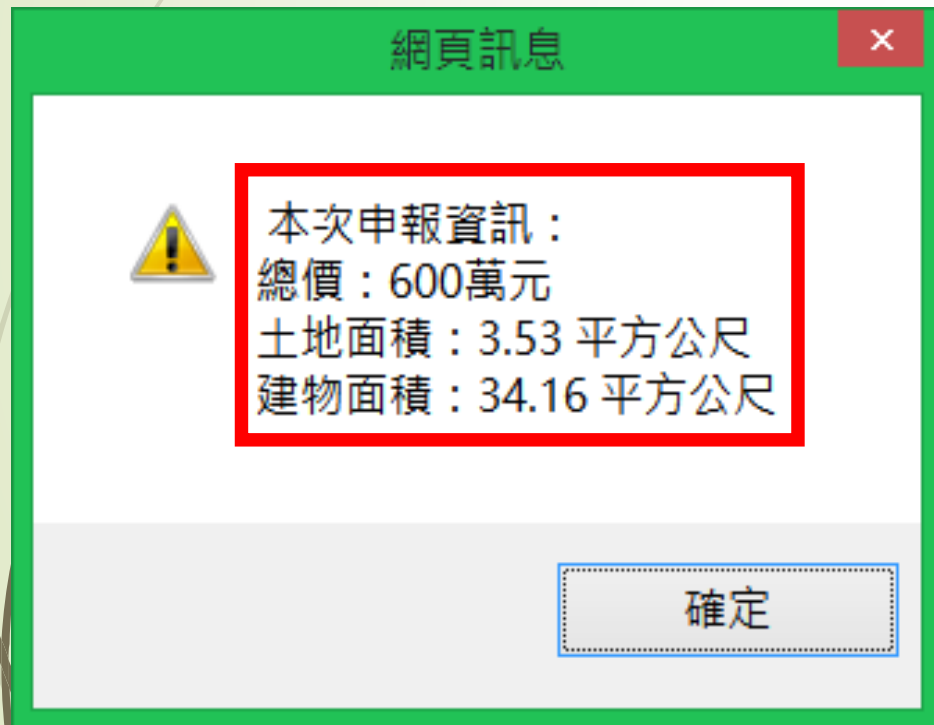 網頁訊息
本次申報資訊：
總價：600萬元
土地面積：3.53 平方公尺
建物面積：34.16 平方公尺
確定